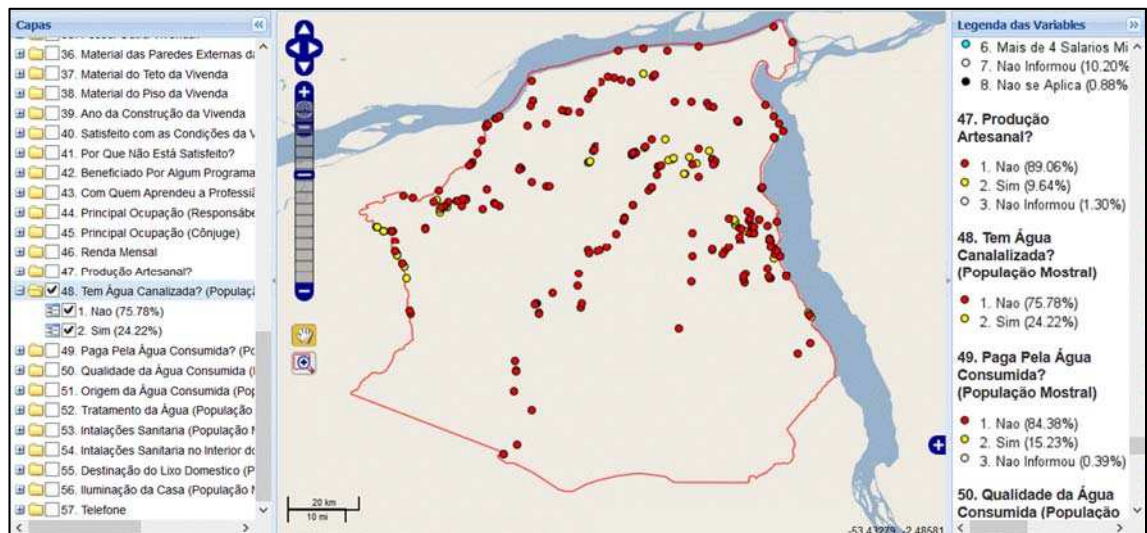 Capas
36. Material das Paredes Externas da
37. Material do Teto da Vivenda
38. Material do Piso da Vivenda
39. Ano da Construção da Vivenda
40. Satisfeito com as Condições da V
41. Por Que Não Está Satisfeito?
42. Beneficiado Por Algum Programa
43. Com Quem Aprendeu a Professiã
44. Principal Ocupação (Responsábe
45. Principal Ocupação (Cônjuge)
46. Renda Mensal
47. Produção Artesanal?
48. Tem Água Canalizada? (Populaç
1. Nao (75.78%)
2. Sim (24.22%)
49. Paga Pela Água Consumida? (Po
50. Qualidade da Água Consumida (
51. Origem da Água Consumida (Pop
52. Tratamento da Água (População
53. Intalações Sanitaria (População M
54. Intalações Sanitaria no Interior do
55. Destinação do Lixo Domestico (P
56. Iluminação da Casa (População M
57. Telefone
20 km
10 mi
-53.43279, -2.48581
Legenda das Variables
6. Mais de 4 Salarios Mi
7. Nao Informou (10.20%
8. Nao se Aplica (0.88%
47. Produção
Artesanal?
1. Nao (89.06%)
2. Sim (9.64%)
3. Nao Informou (1.30%)
48. Tem Água
Canalalizada?
(População Mostral)
1. Nao (75.78%)
2. Sim (24.22%)
49. Paga Pela Água
Consumida?
(População Mostral)
1. Nao (84.38%)
2. Sim (15.23%)
3. Nao Informou (0.39%)
50. Qualidade da Água
Consumida (População